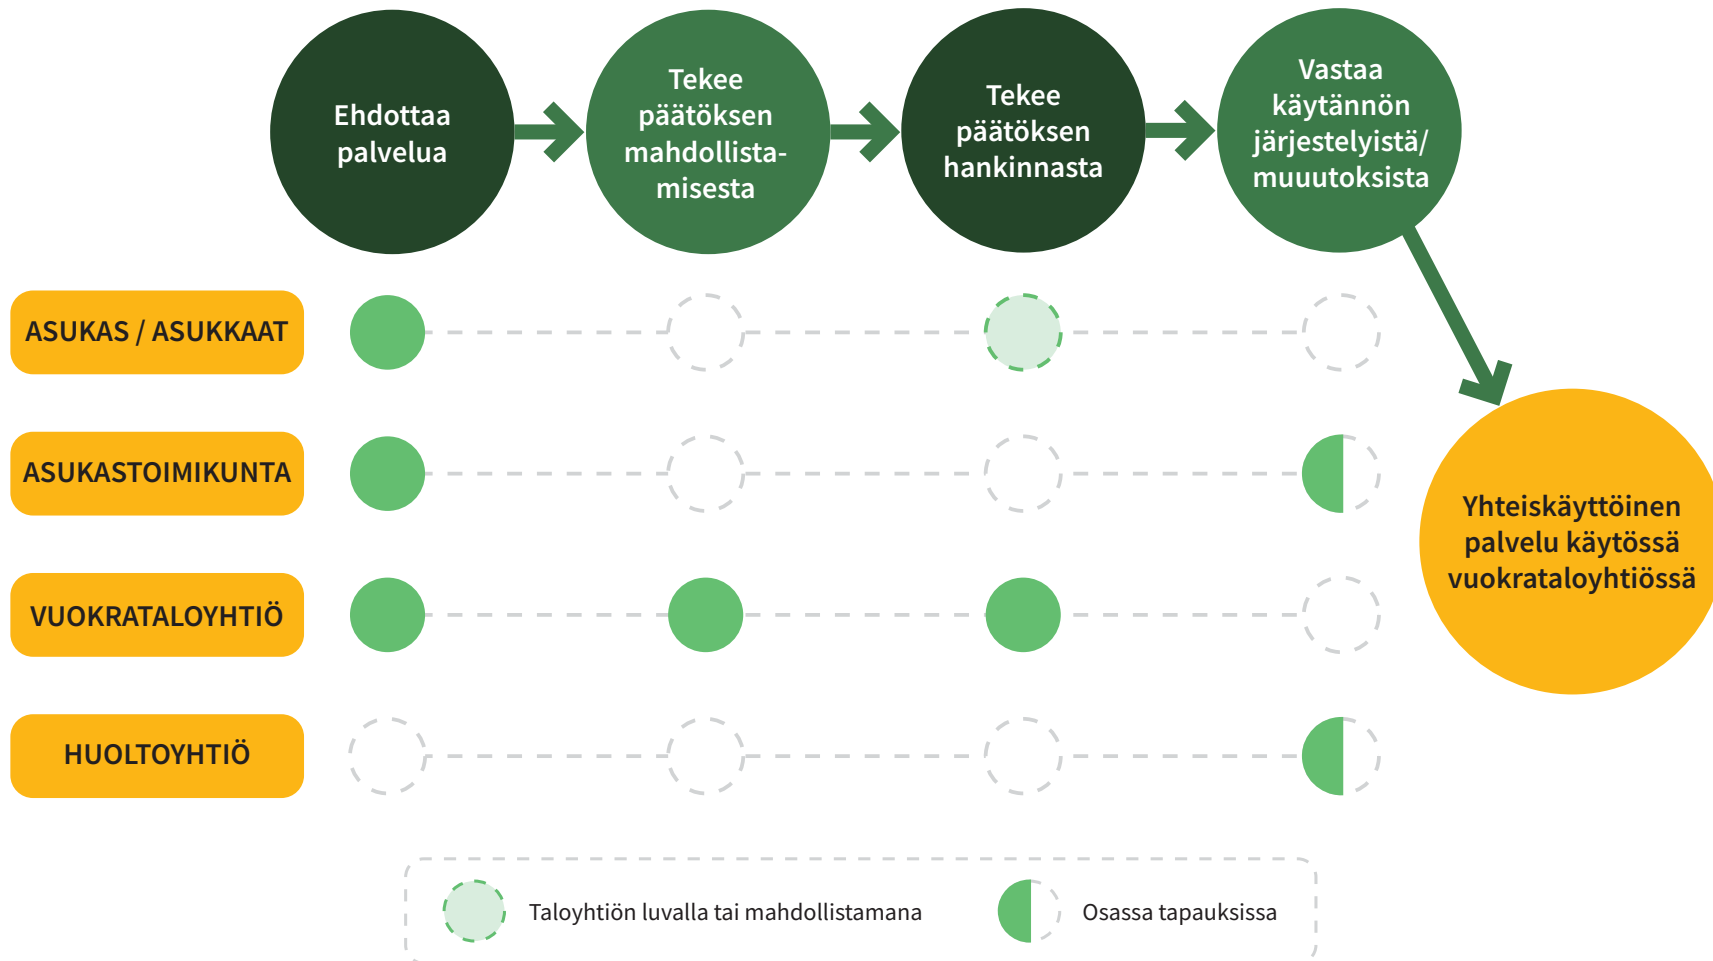 Ehdottaa
palvelua
Tekee
päätöksen
mahdollista-
misesta
Tekee
päätöksen
hankinnasta
Vastaa
käytännön
järjestelyistä/
muuutoksista
ASUKAS / ASUKKAAT
ASUKASTOIMIKUNTA
VUOKRATALOYHTIÖ
HUOLTOYHTIÖ
Yhteiskäyttöinen
palvelu käytössä
vuokrataloyhtiössä
Taloyhtiön luvalla tai mahdollistamana
Osassa tapauksissa